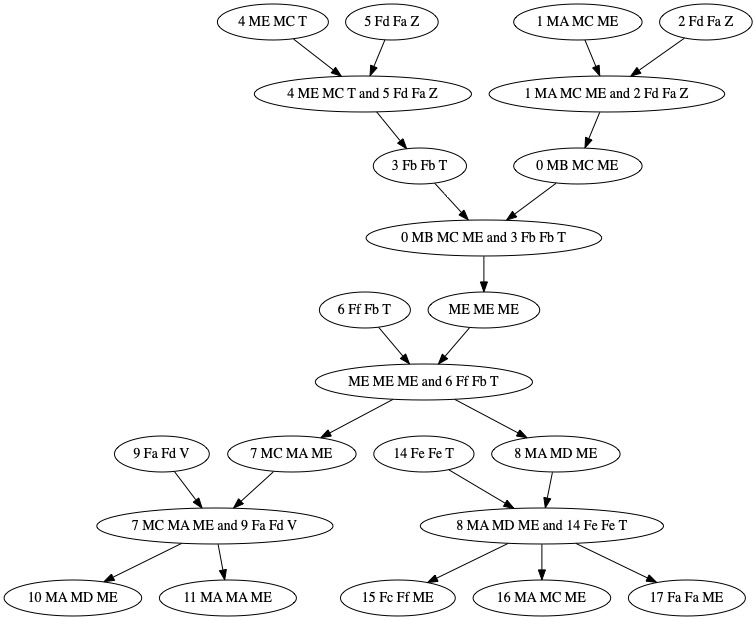 4 ME MC T
5 Fd Fa Z
1 MA MC ME
2 Fd Fa Z
4 ME MC T and 5 Fd Fa Z
1 MA MC ME and 2 Fd Fa Z
3 Fb Fb T
0 MB MC ME
0 MB MC ME and 3 Fb Fb T
6 Ff Fb T
ME ME ME
ME ME ME and 6 Ff Fb T
9 Fa Fd V
7 MC MA ME
14 Fe Fe T
8 MA MD ME
7 MC MA ME and 9 Fa Fd V
8 MA MD ME and 14 Fe Fe T
10 MA MD ME
11 MA MA ME
15 Fc Ff ME
16 MA MC ME
17 Fa Fa ME